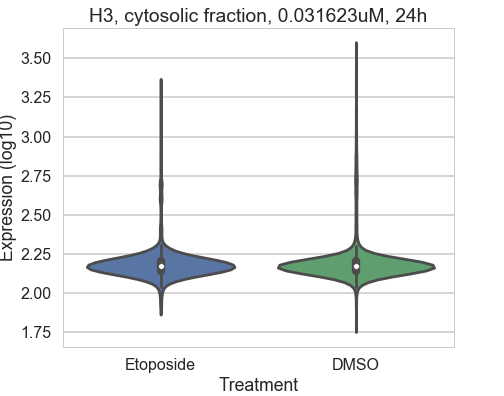 H3, cytosolic fraction, 0.031623uM, 24h
Expression (log10)
3.50
3.25
3.00
2.75
2.50
2.25
2.00
1.75
Etoposide
DMSO
Treatment